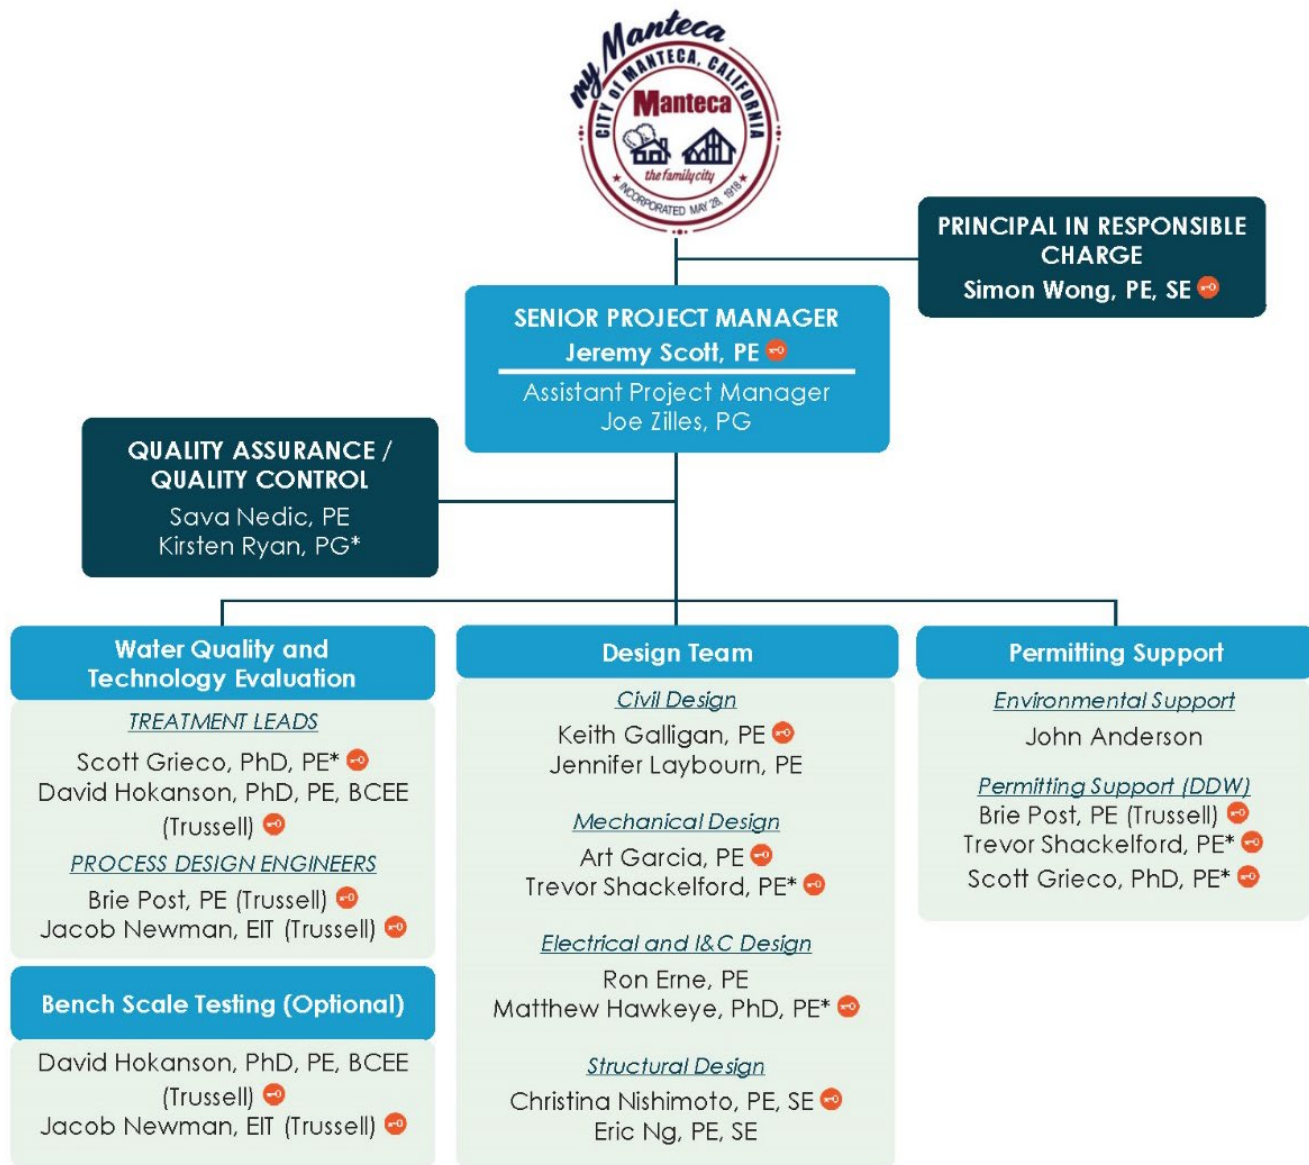 my Manteca
CITY OF MANTECA, CALIFORNIA
Manteca
the family city
INCORPORATED MAY 28, 1918
PRINCIPAL IN RESPONSIBLE
CHARGE
Simon Wong, PE, SE
SENIOR PROJECT MANAGER
Jeremy Scott, PE
Assistant Project Manager
Joe Zilles, PG
QUALITY ASSURANCE /
QUALITY CONTROL
Sava Nedic, PE
Kirsten Ryan, PG*
Water Quality and
Technology Evaluation
TREATMENT LEADS
Scott Grieco, PhD, PE*
David Hokanson, PhD, PE, BCEE
(Trussell)
PROCESS DESIGN ENGINEERS
Brie Post, PE (Trussell)
Jacob Newman, EIT (Trussell)
Bench Scale Testing (Optional)
David Hokanson, PhD, PE, BCEE
(Trussell)
Jacob Newman, EIT (Trussell)
Design Team
Civil Design
Keith Galligan, PE
Jennifer Laybourn, PE
Mechanical Design
Art Garcia, PE
Trevor Shackelford, PE*
Electrical and I&C Design
Ron Erne, PE
Matthew Hawkeye, PhD, PE*
Structural Design
Christina Nishimoto, PE, SE
Eric Ng, PE, SE
Permitting Support
Environmental Support
John Anderson
Permitting Support (DDW)
Brie Post, PE (Trussell)
Trevor Shackelford, PE*
Scott Grieco, PhD, PE*